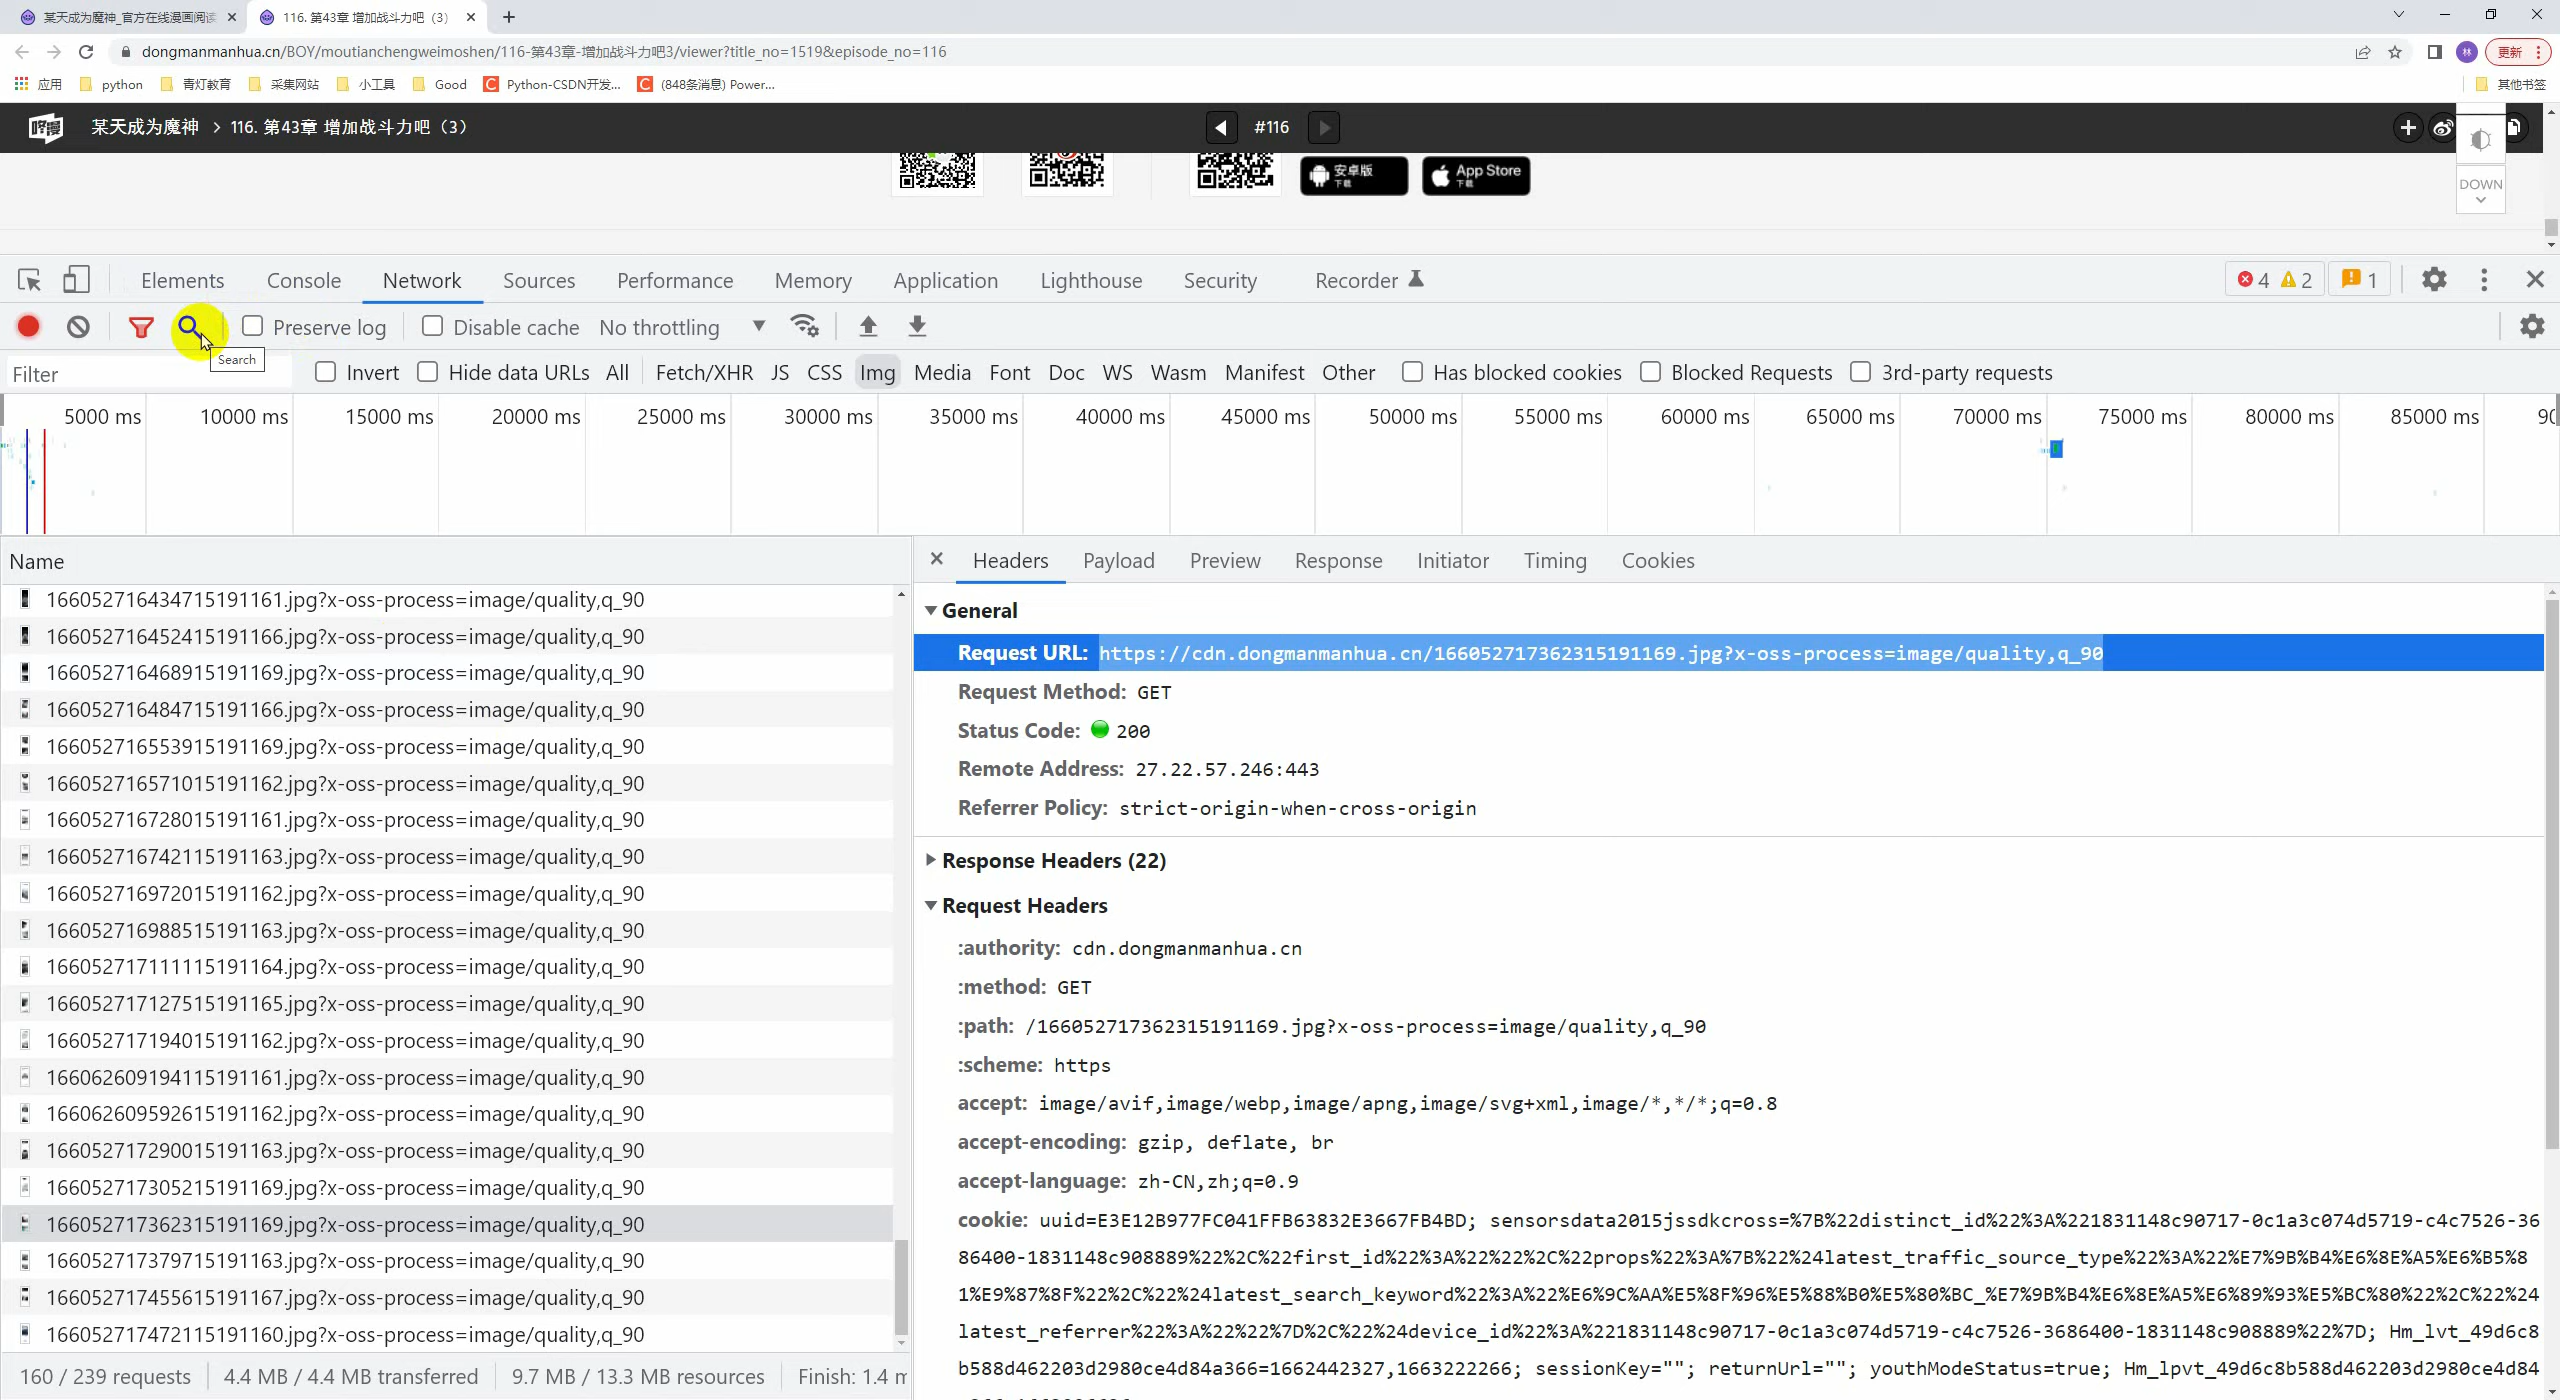 某天成为魔神_官方在线漫画阅读
116. 第43章 增加战斗力吧（3）
dongmanmanhua.cn/BOY/moutianchengweimoshen/116-第43章-增加战斗力吧3/viewer?title_no=1519&episode_no=116
林
更新
应用 python 青灯教育 采集网站 小工具 Good Python-CSDN开发... (848条消息) Power... 其他书签
咚漫 某天成为魔神 > 116. 第43章 增加战斗力吧（3） #116
安卓版
下载
App Store
下载
DOWN
Elements Console Network Sources Performance Memory Application Lighthouse Security Recorder 4 2 1
Preserve log Disable cache No throttling
Search
Filter Invert Hide data URLs All Fetch/XHR JS CSS Img Media Font Doc WS Wasm Manifest Other Has blocked cookies Blocked Requests 3rd-party requests
5000 ms 10000 ms 15000 ms 20000 ms 25000 ms 30000 ms 35000 ms 40000 ms 45000 ms 50000 ms 55000 ms 60000 ms 65000 ms 70000 ms 75000 ms 80000 ms 85000 ms
Name
166052716434715191161.jpg?x-oss-process=image/quality,q_90
166052716452415191166.jpg?x-oss-process=image/quality,q_90
166052716468915191169.jpg?x-oss-process=image/quality,q_90
166052716484715191166.jpg?x-oss-process=image/quality,q_90
166052716553915191169.jpg?x-oss-process=image/quality,q_90
166052716571015191162.jpg?x-oss-process=image/quality,q_90
166052716728015191161.jpg?x-oss-process=image/quality,q_90
166052716742115191163.jpg?x-oss-process=image/quality,q_90
166052716972015191162.jpg?x-oss-process=image/quality,q_90
166052716988515191163.jpg?x-oss-process=image/quality,q_90
166052717111115191164.jpg?x-oss-process=image/quality,q_90
166052717127515191165.jpg?x-oss-process=image/quality,q_90
166052717194015191162.jpg?x-oss-process=image/quality,q_90
166062609194115191161.jpg?x-oss-process=image/quality,q_90
166062609592615191162.jpg?x-oss-process=image/quality,q_90
166052717290015191163.jpg?x-oss-process=image/quality,q_90
166052717305215191169.jpg?x-oss-process=image/quality,q_90
166052717362315191169.jpg?x-oss-process=image/quality,q_90
166052717379715191163.jpg?x-oss-process=image/quality,q_90
166052717455615191167.jpg?x-oss-process=image/quality,q_90
166052717472115191160.jpg?x-oss-process=image/quality,q_90
160 / 239 requests 4.4 MB / 4.4 MB transferred 9.7 MB / 13.3 MB resources Finish: 1.4 m
Headers Payload Preview Response Initiator Timing Cookies
General
Request URL: https://cdn.dongmanmanhua.cn/166052717362315191169.jpg?x-oss-process=image/quality,q_90
Request Method: GET
Status Code: 200
Remote Address: 27.22.57.246:443
Referrer Policy: strict-origin-when-cross-origin
Response Headers (22)
Request Headers
:authority: cdn.dongmanmanhua.cn
:method: GET
:path: /166052717362315191169.jpg?x-oss-process=image/quality,q_90
:scheme: https
accept: image/avif,image/webp,image/apng,image/svg+xml,image/*,*/*;q=0.8
accept-encoding: gzip, deflate, br
accept-language: zh-CN,zh;q=0.9
cookie: uuid=E3E12B977FC041FFB63832E3667FB4BD; sensorsdata2015jssdkcross=%7B%22distinct_id%22%3A%221831148c90717-0c1a3c074d5719-c4c7526-36
86400-1831148c908889%22%2C%22first_id%22%3A%22%22%2C%22props%22%3A%7B%22%24latest_traffic_source_type%22%3A%22%E7%9B%B4%E6%8E%A5%E6%B5%8
1%E9%87%8F%22%2C%22%24latest_search_keyword%22%3A%22%E6%9C%AA%E5%8F%96%E5%88%B0%E5%80%BC_%E7%9B%B4%E6%8E%A5%E6%89%93%E5%BC%80%22%2C%22%24
latest_referrer%22%3A%22%22%7D%2C%22%24device_id%22%3A%221831148c90717-0c1a3c074d5719-c4c7526-3686400-1831148c908889%22%7D; Hm_lvt_49d6c8
b588d462203d2980ce4d84a366=1662442327,1663222266; sessionKey=""; returnUrl=""; youthModeStatus=true; Hm_lpvt_49d6c8b588d462203d2980ce4d84